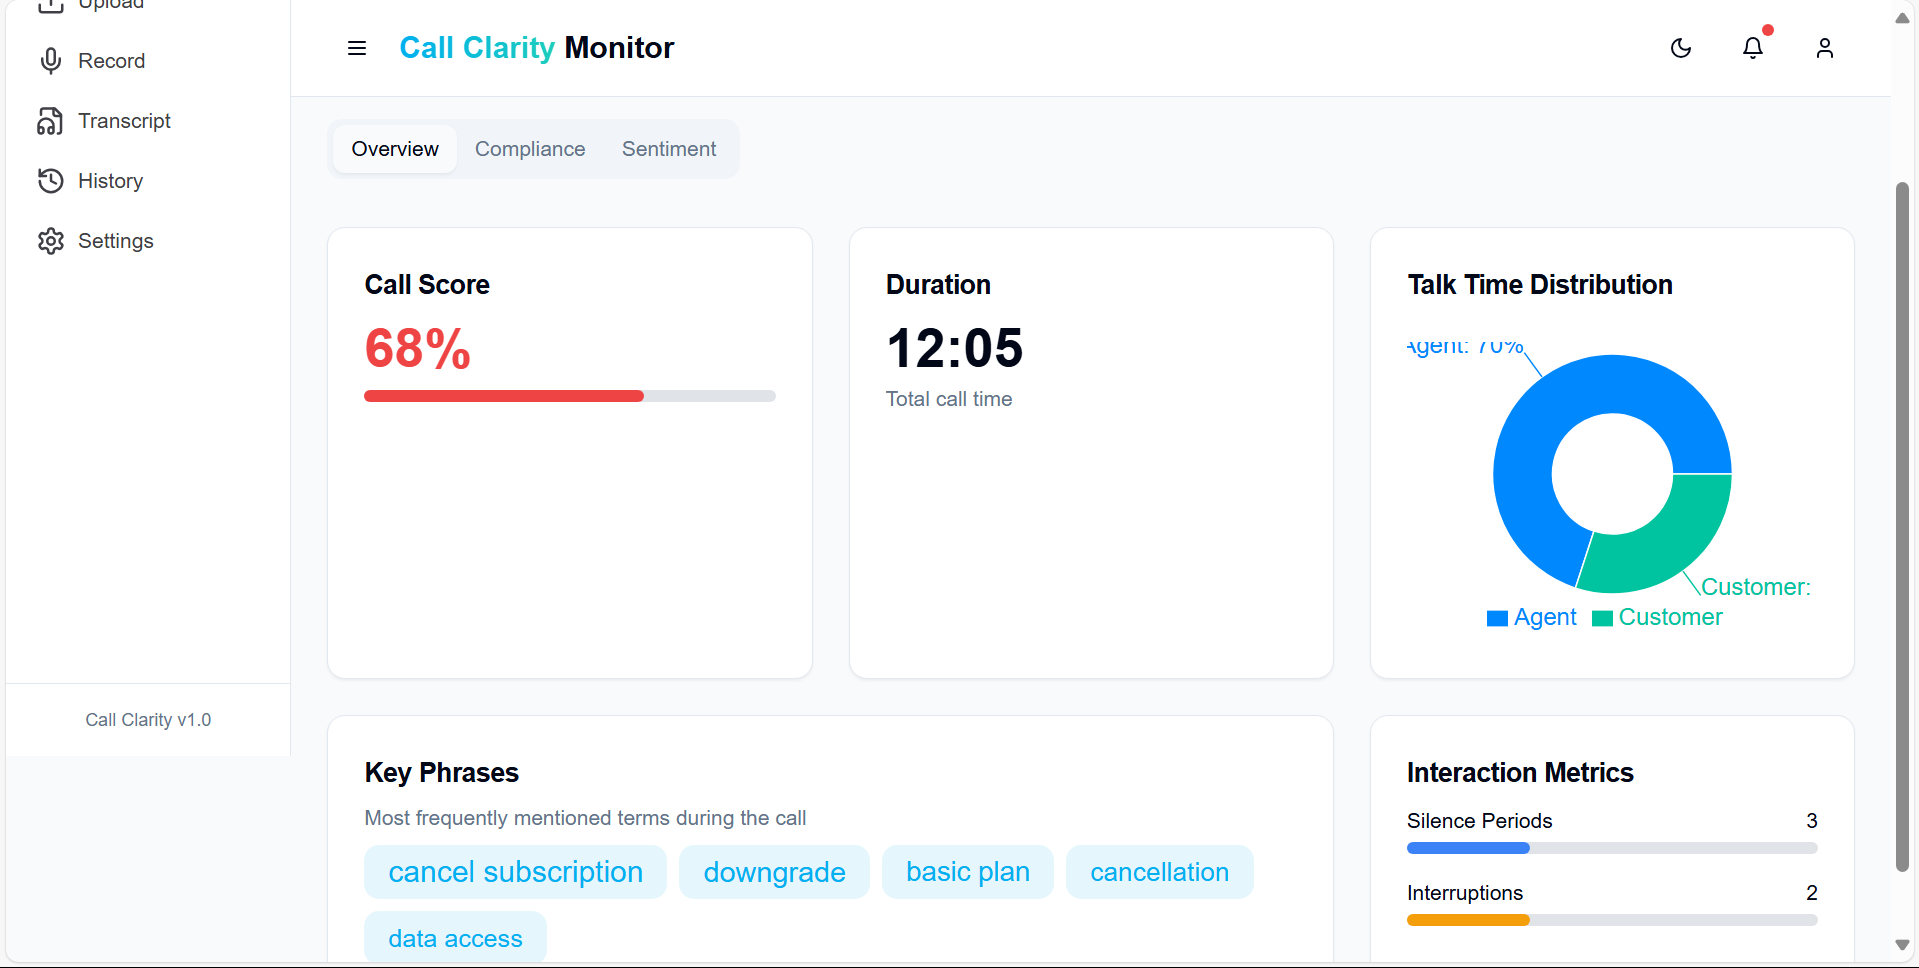 Upload
Record
Transcript
History
Settings
Call Clarity v1.0
Call Clarity Monitor
Overview Compliance Sentiment
Call Score
68%
Duration
12:05
Total call time
Talk Time Distribution
Agent: 70%
Customer:
Agent Customer
Key Phrases
Most frequently mentioned terms during the call
cancel subscription downgrade basic plan cancellation
data access
Interaction Metrics
Silence Periods 3
Interruptions 2